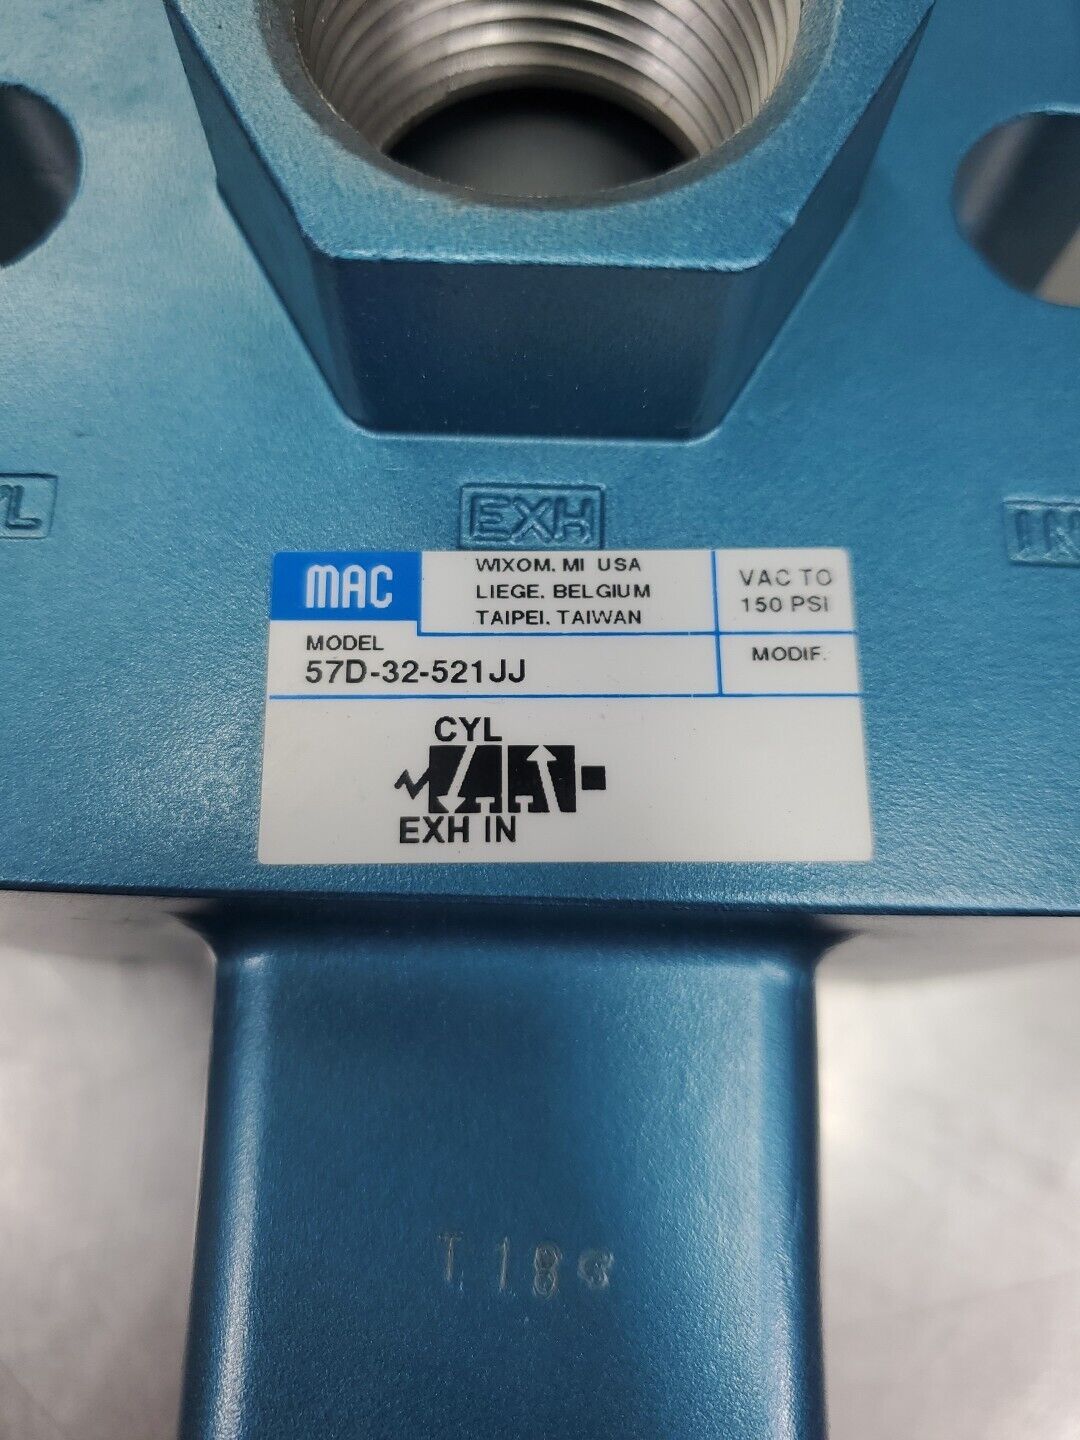 EXH
MAC
WIXOM, MI USA
LIEGE, BELGIUM
TAIPEI, TAIWAN
VAC TO
150 PSI
MODEL
57D-32-521JJ
MODIF.
CYL
EXH IN